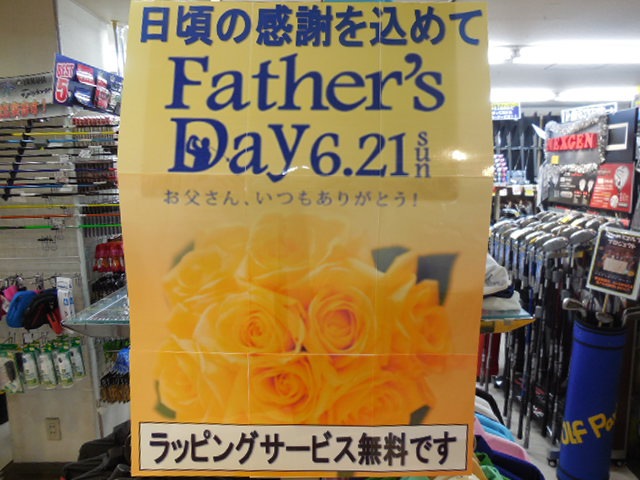 日頃の感謝を込めて
Father's
Day 6.21 sun
お父さん、いつもありがとう!
ラッピングサービス無料です
BEST
5
NEXGEN